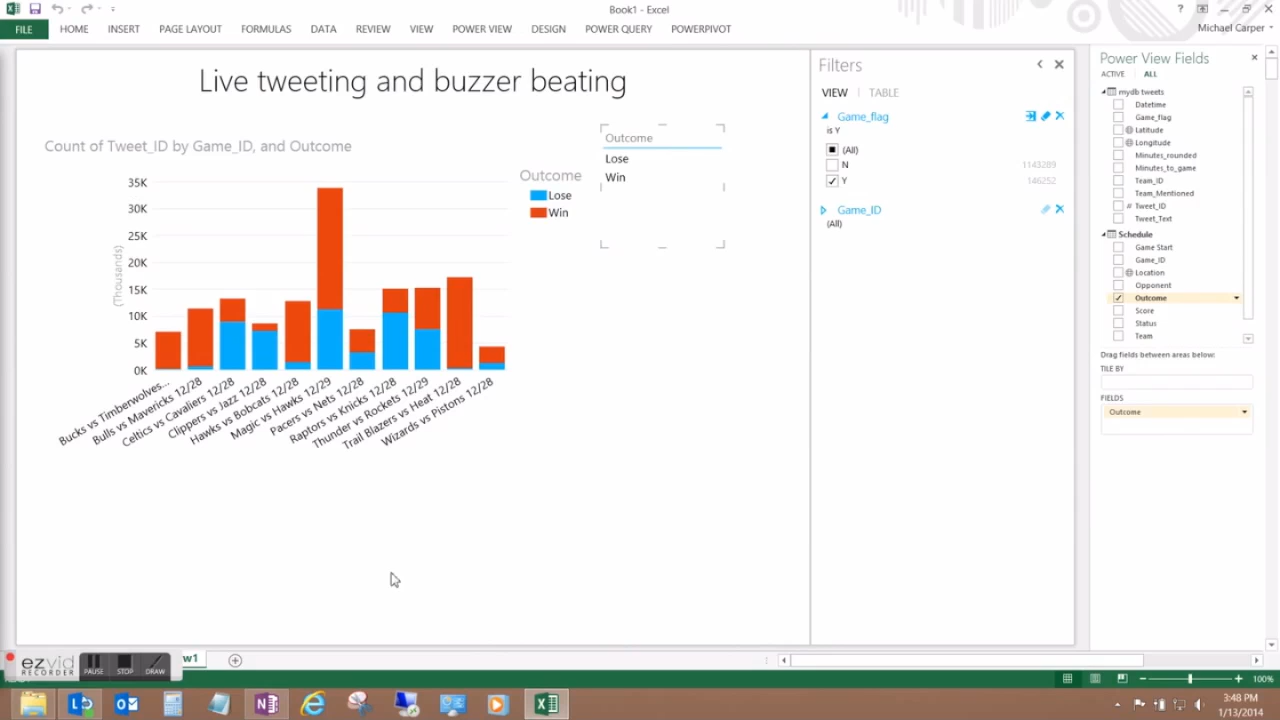 Book1 - Excel
?
FILE HOME INSERT PAGE LAYOUT FORMULAS DATA REVIEW VIEW POWER VIEW DESIGN POWER QUERY POWERPIVOT
Michael Carper
Live tweeting and buzzer beating
Count of Tweet_ID by Game_ID, and Outcome
(Thousands)
35K
30K
25K
20K
15K
10K
5K
0K
Bucks vs Timberwolves...
Bulls vs Mavericks 12/28
Celtics vs Cavaliers 12/28
Clippers vs Jazz 12/28
Hawks vs Bobcats 12/28
Magic vs Hawks 12/29
Pacers vs Nets 12/28
Raptors vs Knicks 12/28
Thunder vs Rockets 12/29
Trail Blazers vs Heat 12/28
Wizards vs Pistons 12/28
Outcome
Lose
Win
Outcome
Lose
Win
Filters
VIEW TABLE
Game_flag
is Y
(All)
N 1143289
Y 146252
Game_ID
(All)
Power View Fields
ACTIVE ALL
mydb tweets
Datetime
Game_flag
Latitude
Longitude
Minutes_rounded
Minutes_to_game
Team_ID
Team_Mentioned
# Tweet_ID
Tweet_Text
Schedule
Game Start
Game_ID
Location
Opponent
Outcome
Score
Status
Team
Drag fields between areas below:
TILE BY
FIELDS
Outcome
ezvid
RECORDER
PAUSE STOP DRAW
w1
100%
3:48 PM
1/13/2014